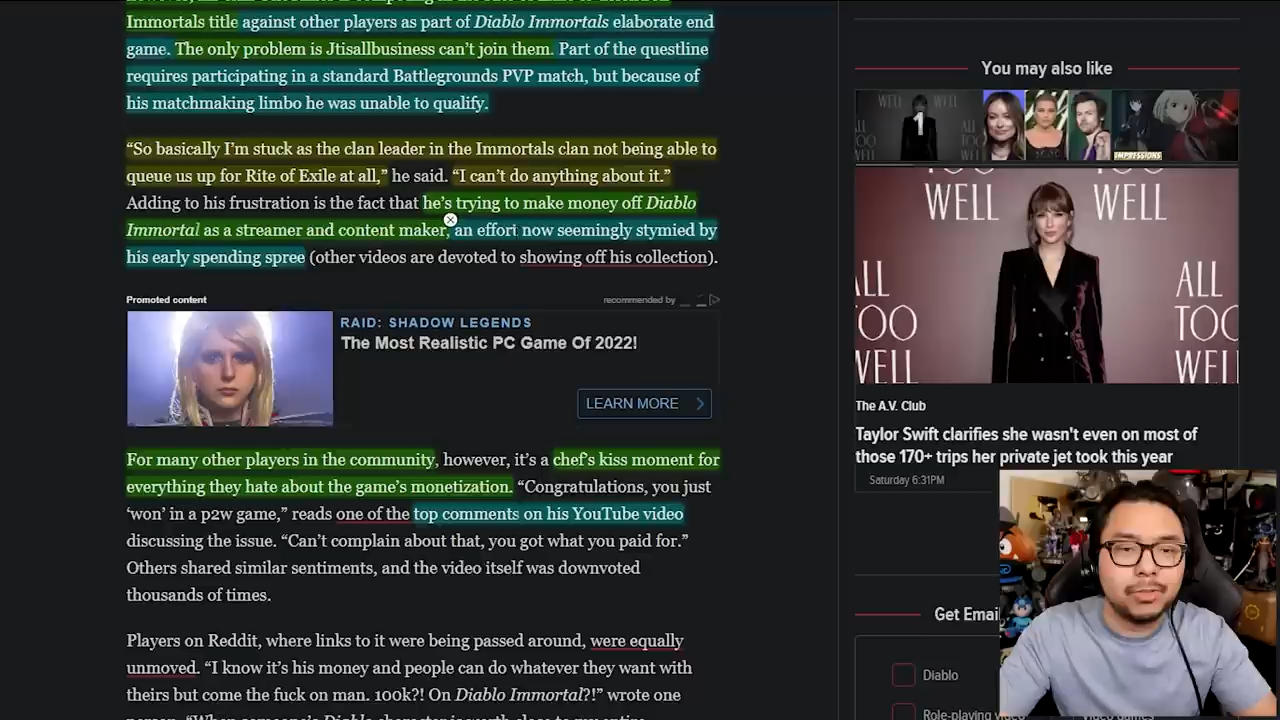 Immortals title against other players as part of Diablo Immortals elaborate end
game. The only problem is Jtisallbusiness can't join them. Part of the questline
requires participating in a standard Battlegrounds PVP match, but because of
his matchmaking limbo he was unable to qualify.
“So basically I’m stuck as the clan leader in the Immortals clan not being able to
queue us up for Rite of Exile at all,” he said. “I can’t do anything about it.”
Adding to his frustration is the fact that he’s trying to make money off Diablo
Immortal as a streamer and content maker, an effort now seemingly stymied by
his early spending spree (other videos are devoted to showing off his collection).
Promoted content
recommended by
RAID: SHADOW LEGENDS
The Most Realistic PC Game Of 2022!
LEARN MORE
For many other players in the community, however, it’s a chef’s kiss moment for
everything they hate about the game’s monetization. “Congratulations, you just
‘won’ in a p2w game,” reads one of the top comments on his YouTube video
discussing the issue. “Can’t complain about that, you got what you paid for.”
Others shared similar sentiments, and the video itself was downvoted
thousands of times.
Players on Reddit, where links to it were being passed around, were equally
unmoved. “I know it’s his money and people can do whatever they want with
theirs but come the fuck on man. 100k?! On Diablo Immortal?!” wrote one
You may also like
WELL
ALL
TOO
1
IMPRESSIONS
TOO
WELL WELL
ALL ALL
TOO TOO
WELL WELL
The A.V. Club
Taylor Swift clarifies she wasn't even on most of
those 170+ trips her private jet took this year
Saturday 6:31PM
Get Emai
Diablo
Role-playing video